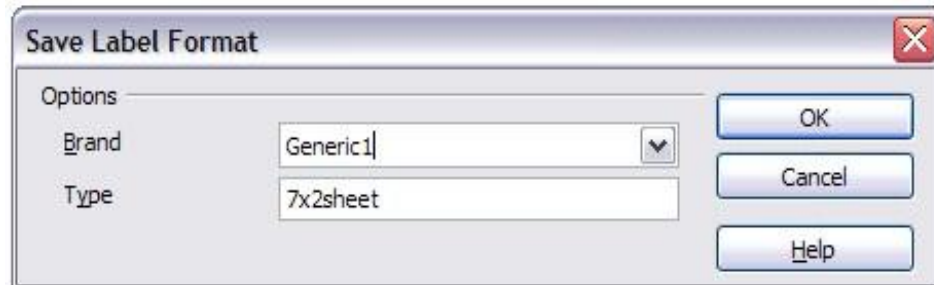 Save Label Format
Options
OK
Brand
Generic1
Cancel
Type
7x2sheet
Help